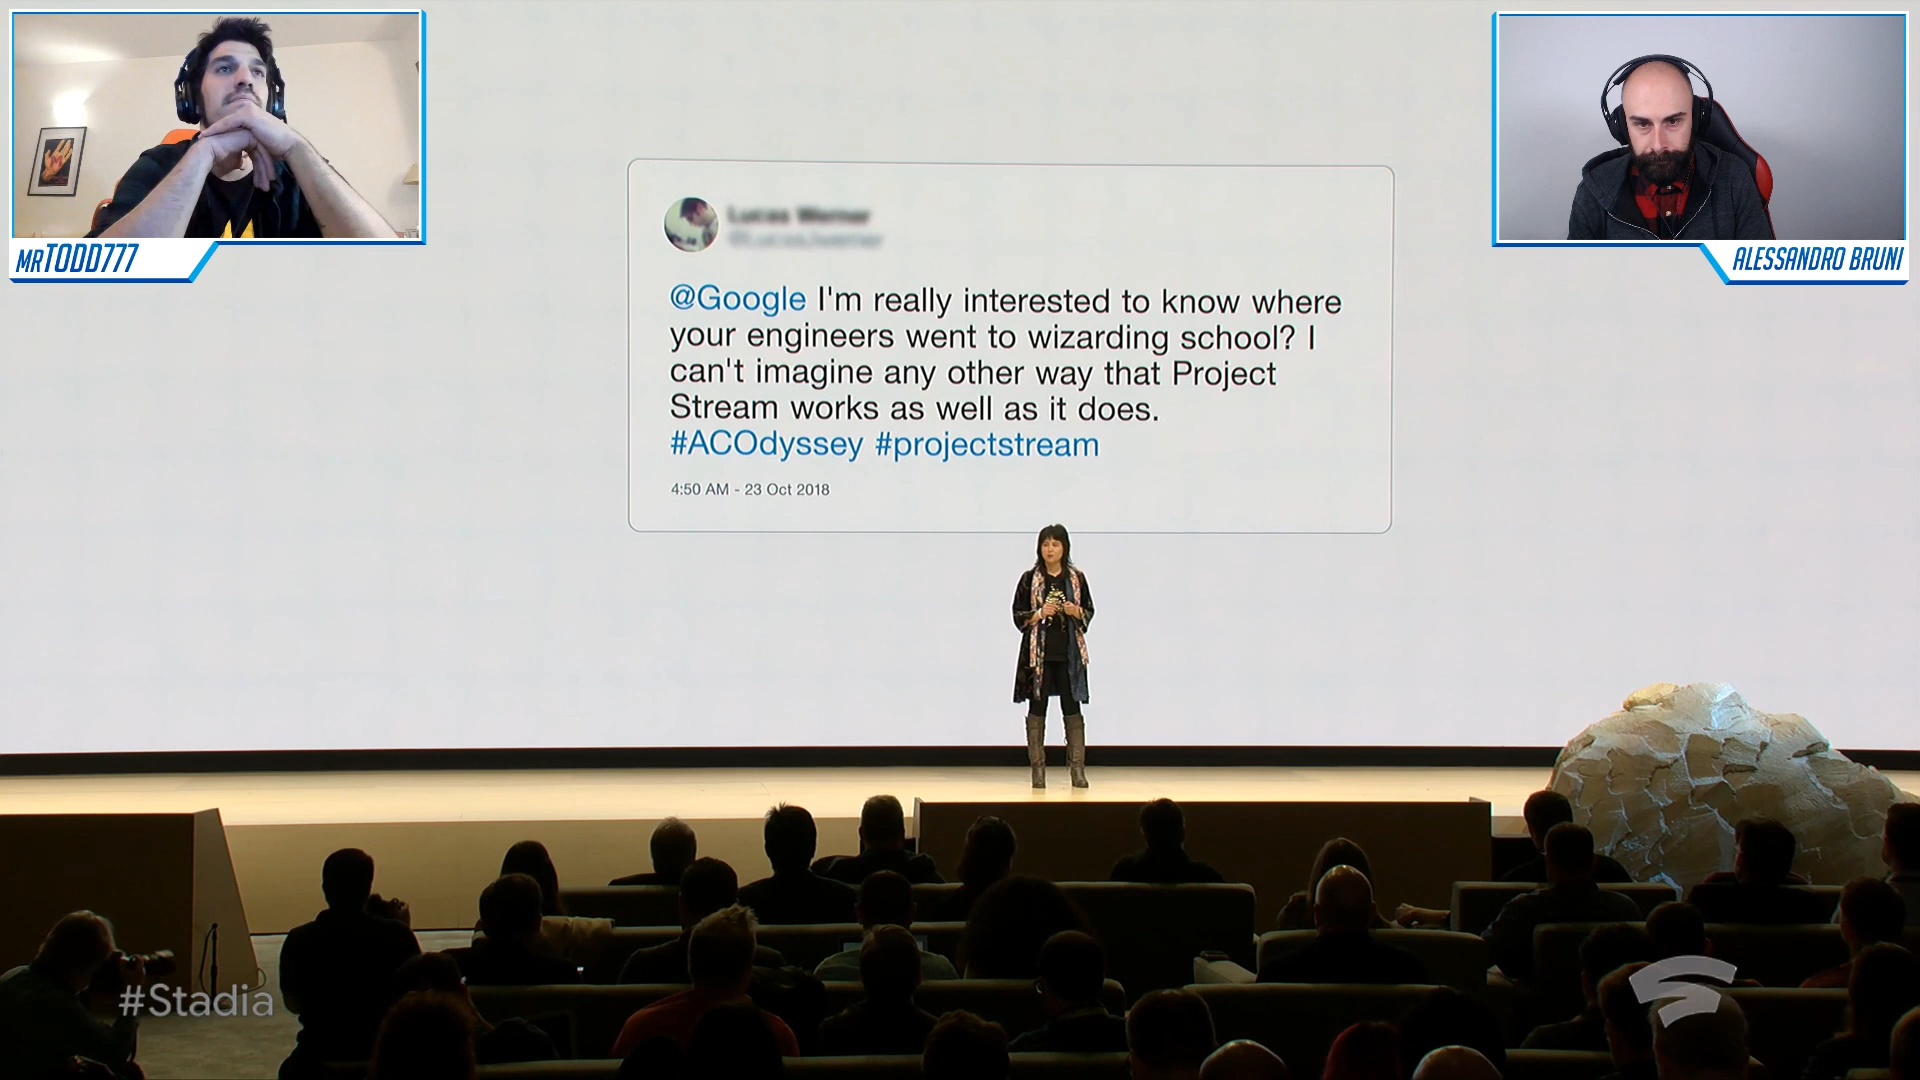 mrTODD777
ALESSANDRO BRUNI
@Google I'm really interested to know where
your engineers went to wizarding school? I
can't imagine any other way that Project
Stream works as well as it does.
#ACOdyssey #projectstream
4:50 AM - 23 Oct 2018
#Stadia